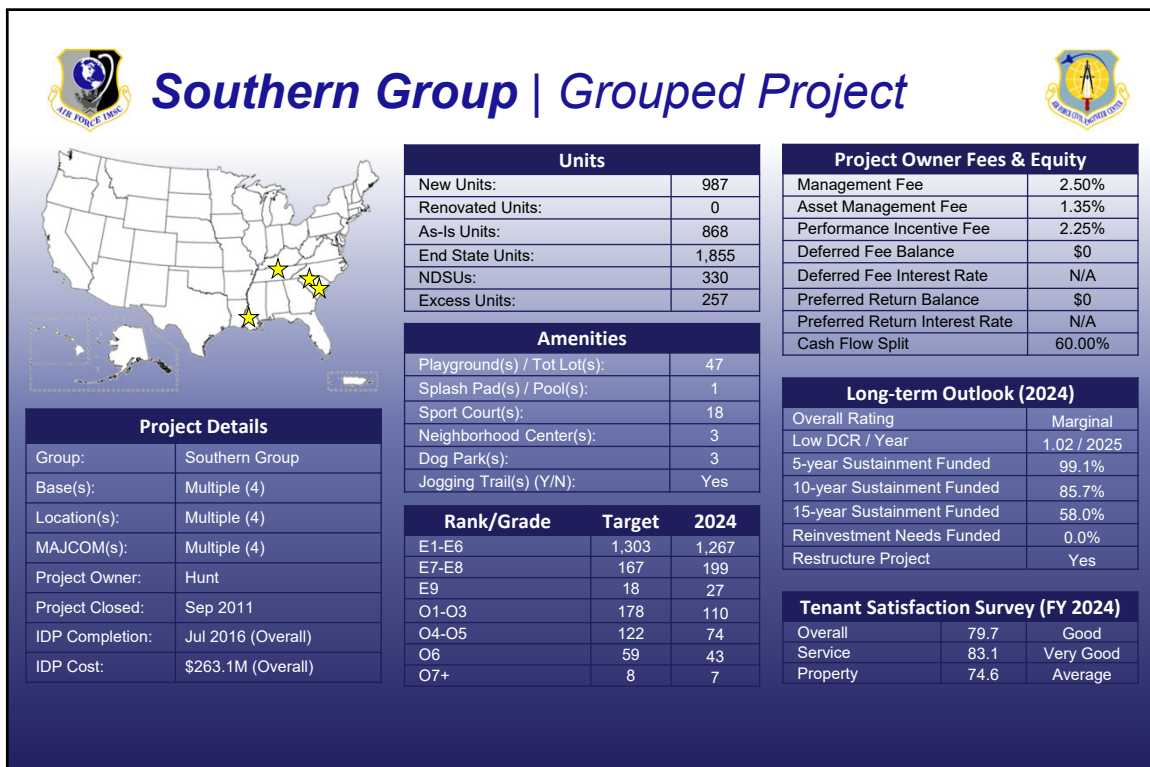 AIR FORCE IMSC
Southern Group | Grouped Project
AIR FORCE CIVIL ENGINEER CENTER
Project Details
Group: Southern Group
Base(s): Multiple (4)
Location(s): Multiple (4)
MAJCOM(s): Multiple (4)
Project Owner: Hunt
Project Closed: Sep 2011
IDP Completion: Jul 2016 (Overall)
IDP Cost: $263.1M (Overall)
Units
New Units: 987
Renovated Units: 0
As-Is Units: 868
End State Units: 1,855
NDSUs: 330
Excess Units: 257
Amenities
Playground(s) / Tot Lot(s): 47
Splash Pad(s) / Pool(s): 1
Sport Court(s): 18
Neighborhood Center(s): 3
Dog Park(s): 3
Jogging Trail(s) (Y/N): Yes
Rank/Grade Target 2024
E1-E6 1,303 1,267
E7-E8 167 199
E9 18 27
O1-O3 178 110
O4-O5 122 74
O6 59 43
O7+ 8 7
Project Owner Fees & Equity
Management Fee 2.50%
Asset Management Fee 1.35%
Performance Incentive Fee 2.25%
Deferred Fee Balance $0
Deferred Fee Interest Rate N/A
Preferred Return Balance $0
Preferred Return Interest Rate N/A
Cash Flow Split 60.00%
Long-term Outlook (2024)
Overall Rating Marginal
Low DCR / Year 1.02 / 2025
5-year Sustainment Funded 99.1%
10-year Sustainment Funded 85.7%
15-year Sustainment Funded 58.0%
Reinvestment Needs Funded 0.0%
Restructure Project Yes
Tenant Satisfaction Survey (FY 2024)
Overall 79.7 Good
Service 83.1 Very Good
Property 74.6 Average